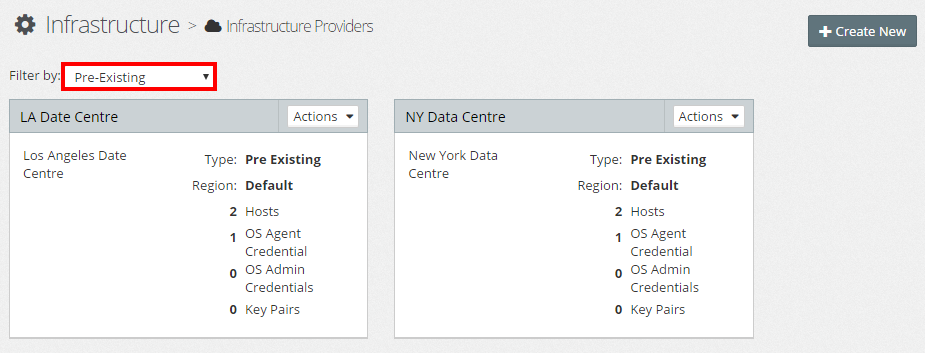 Infrastructure > Infrastructure Providers
Create New
Filter by: Pre-Existing
LA Date Centre Actions
Los Angeles Date
Centre
Type: Pre Existing
Region: Default
2 Hosts
1 OS Agent
Credential
0 OS Admin
Credentials
0 Key Pairs
NY Data Centre Actions
New York Data
Centre
Type: Pre Existing
Region: Default
2 Hosts
1 OS Agent
Credential
0 OS Admin
Credentials
0 Key Pairs